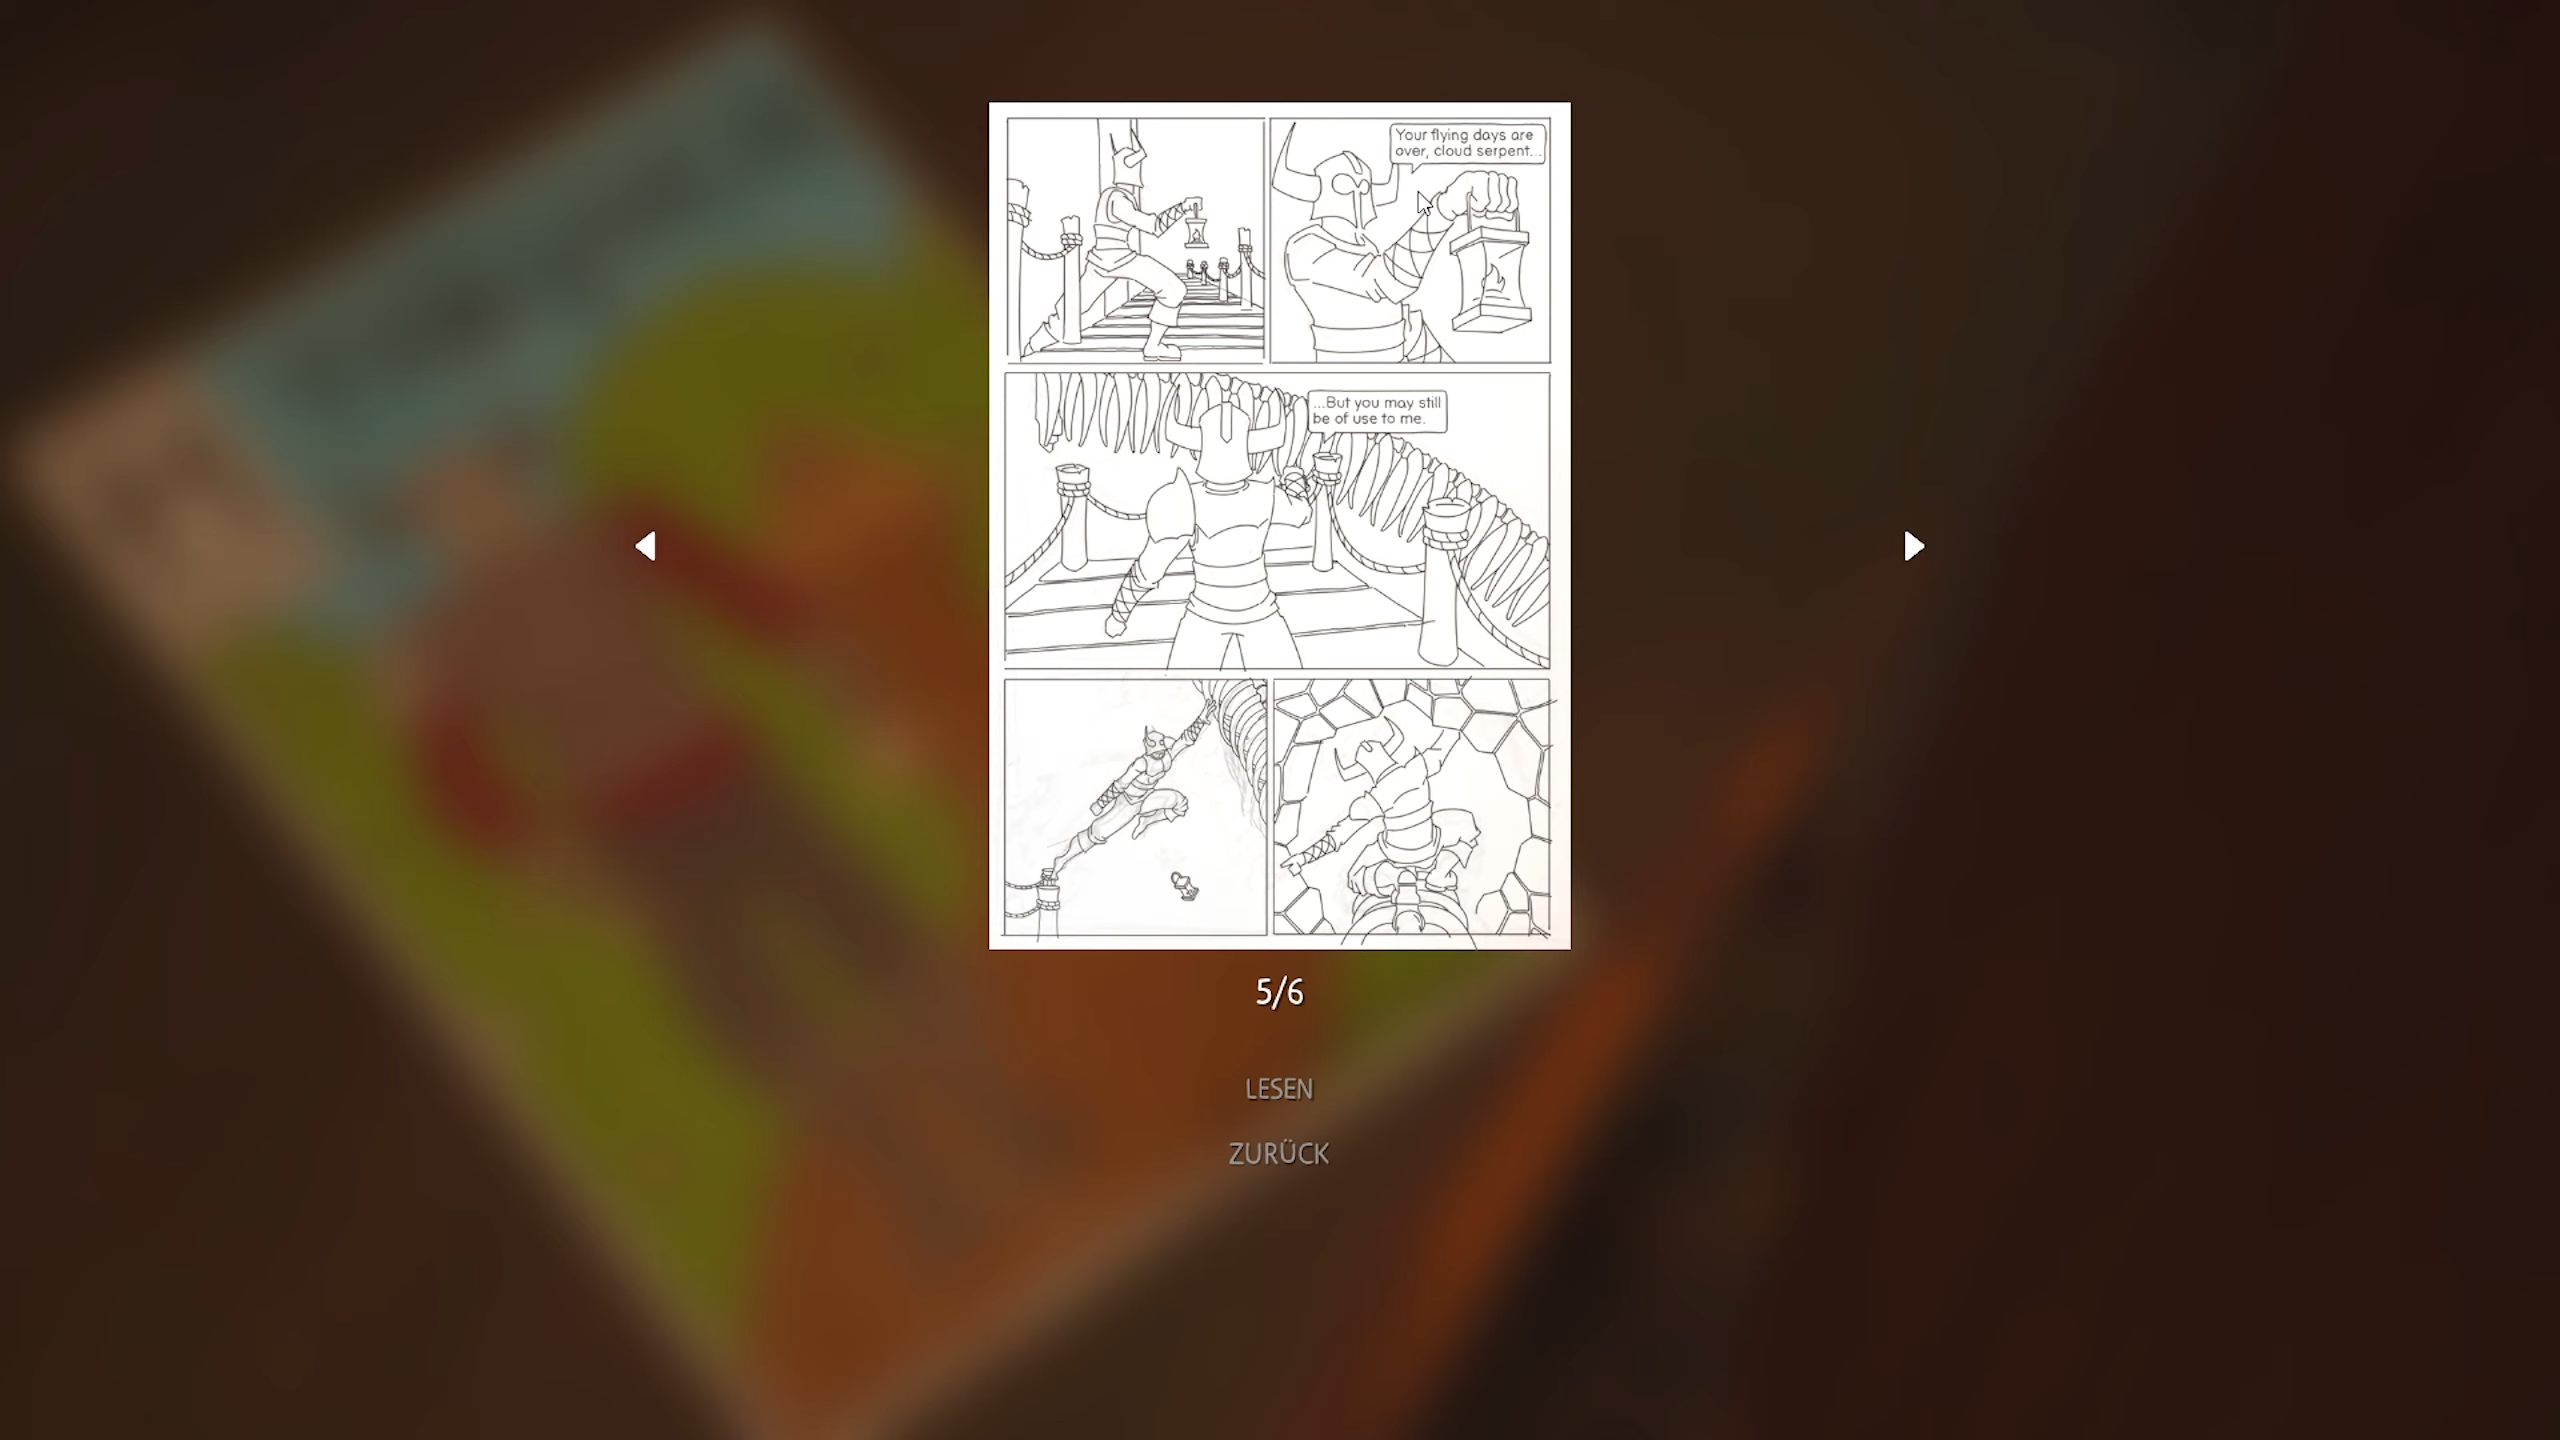 Your flying days are
over, cloud serpent...
...But you may still
be of use to me.
5/6
LESEN
ZURÜCK